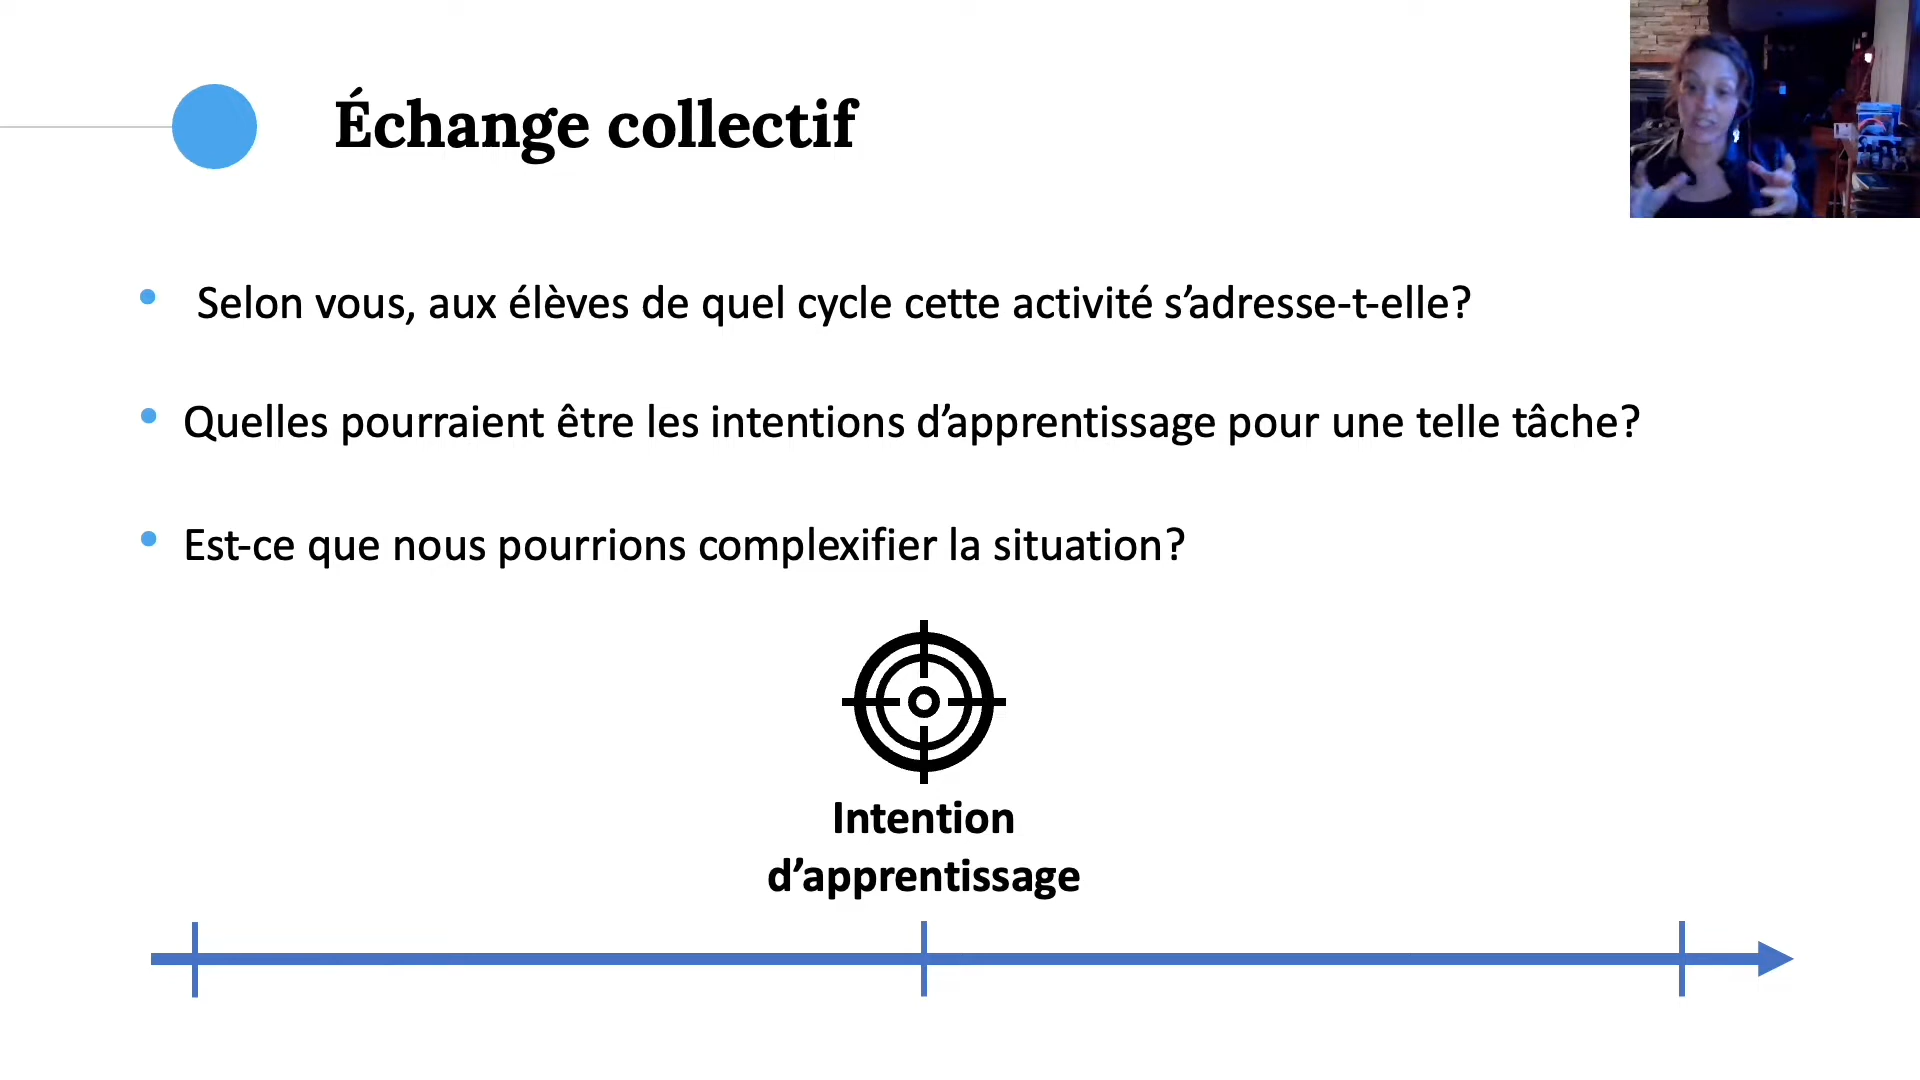 Échange collectif
Selon vous, aux élèves de quel cycle cette activité s’adresse-t-elle?
Quelles pourraient être les intentions d’apprentissage pour une telle tâche?
Est-ce que nous pourrions complexifier la situation?
Intention
d’apprentissage